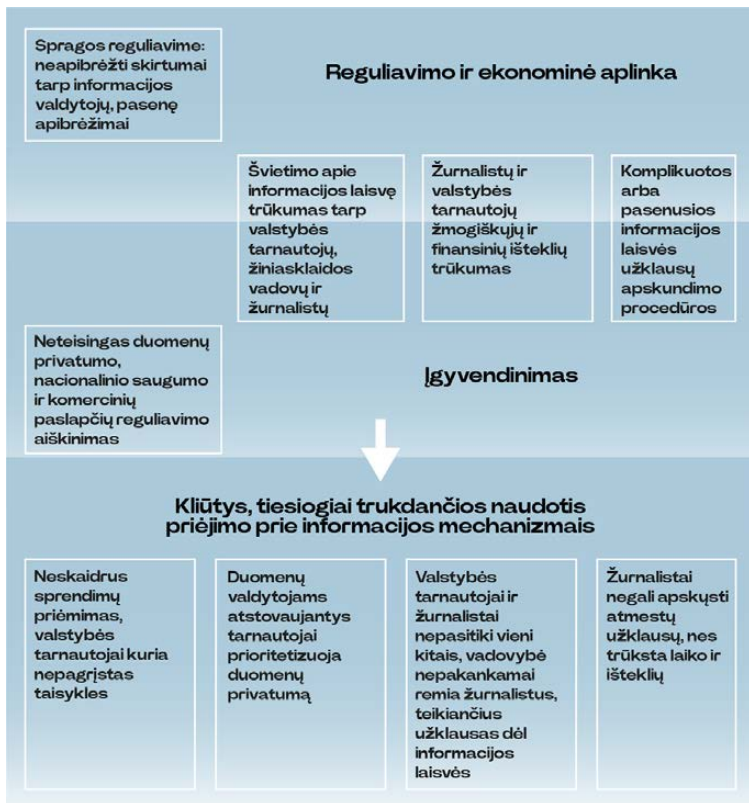 Spragos reguliavime:
neapibrėžti skirtumai
tarp informacijos
valdytojų, pasenę
apibrėžimai
Reguliavimo ir ekonominė aplinka
Švietimo apie
informacijos laisvę
trūkumas tarp
valstybės
tarnautojų,
žiniasklaidos
vadovų ir
žurnalistų
Žurnalistų ir
valstybės
tarnautojų
žmogiškųjų ir
finansinių išteklių
trūkumas
Komplikuotos
arba
pasenusios
informacijos
laisvės
užklausų
apskundimo
procedūros
Neteisingas duomenų
privatumo,
nacionalinio saugumo
ir komercinių
paslapčių reguliavimo
aiškinimas
Įgyvendinimas
Kliūtys, tiesiogiai trukdančios naudotis
priėjimo prie informacijos mechanizmais
Neskaidrus
sprendimų
priėmimas,
valstybės
tarnautojai kuria
nepagrįstas
taisykles
Duomenų
valdytojams
atstovaujantys
tarnautojai
prioritetizuoja
duomenų
privatumą
Valstybės
tarnautojai ir
žurnalistai
nepasitiki vieni
kitais, vadovybė
nepakankamai
remia žurnalistus,
teikiančius
užklausas dėl
informacijos
laisvės
Žurnalistai
negali apskųsti
atmestų
užklausų, nes
trūksta laiko ir
išteklių